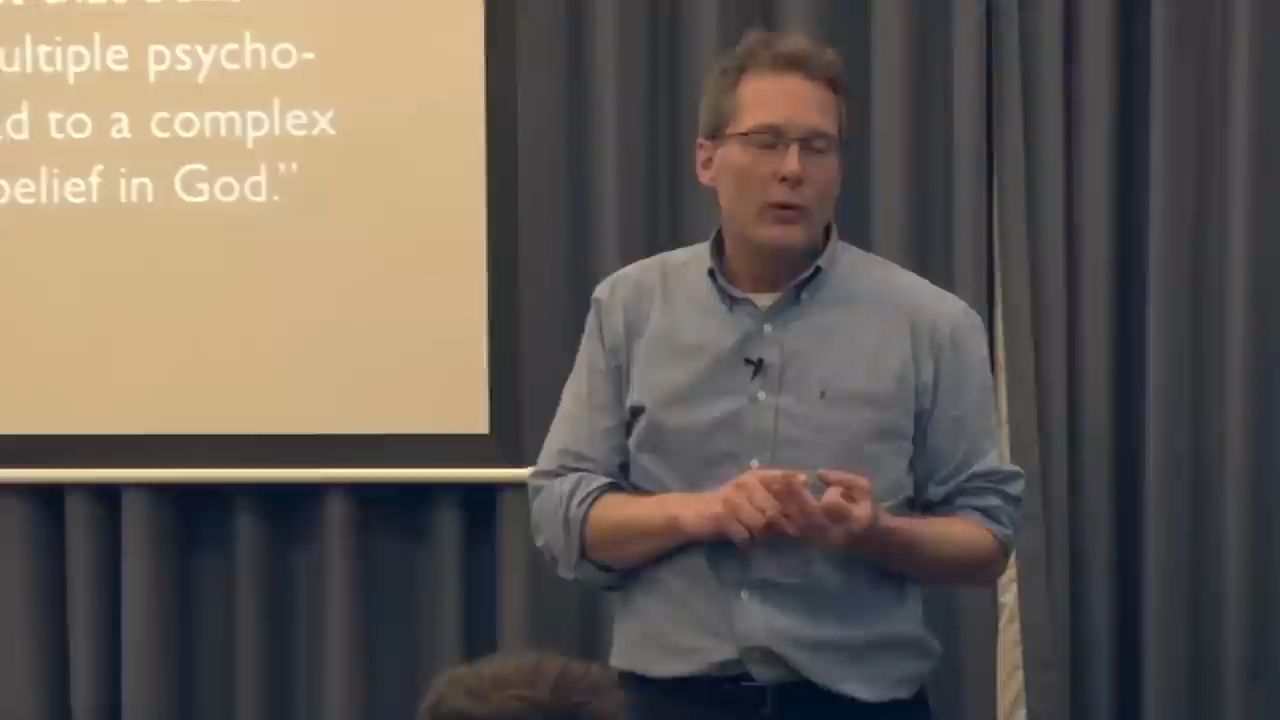 ultiple psycho-
d to a complex
belief in God.”